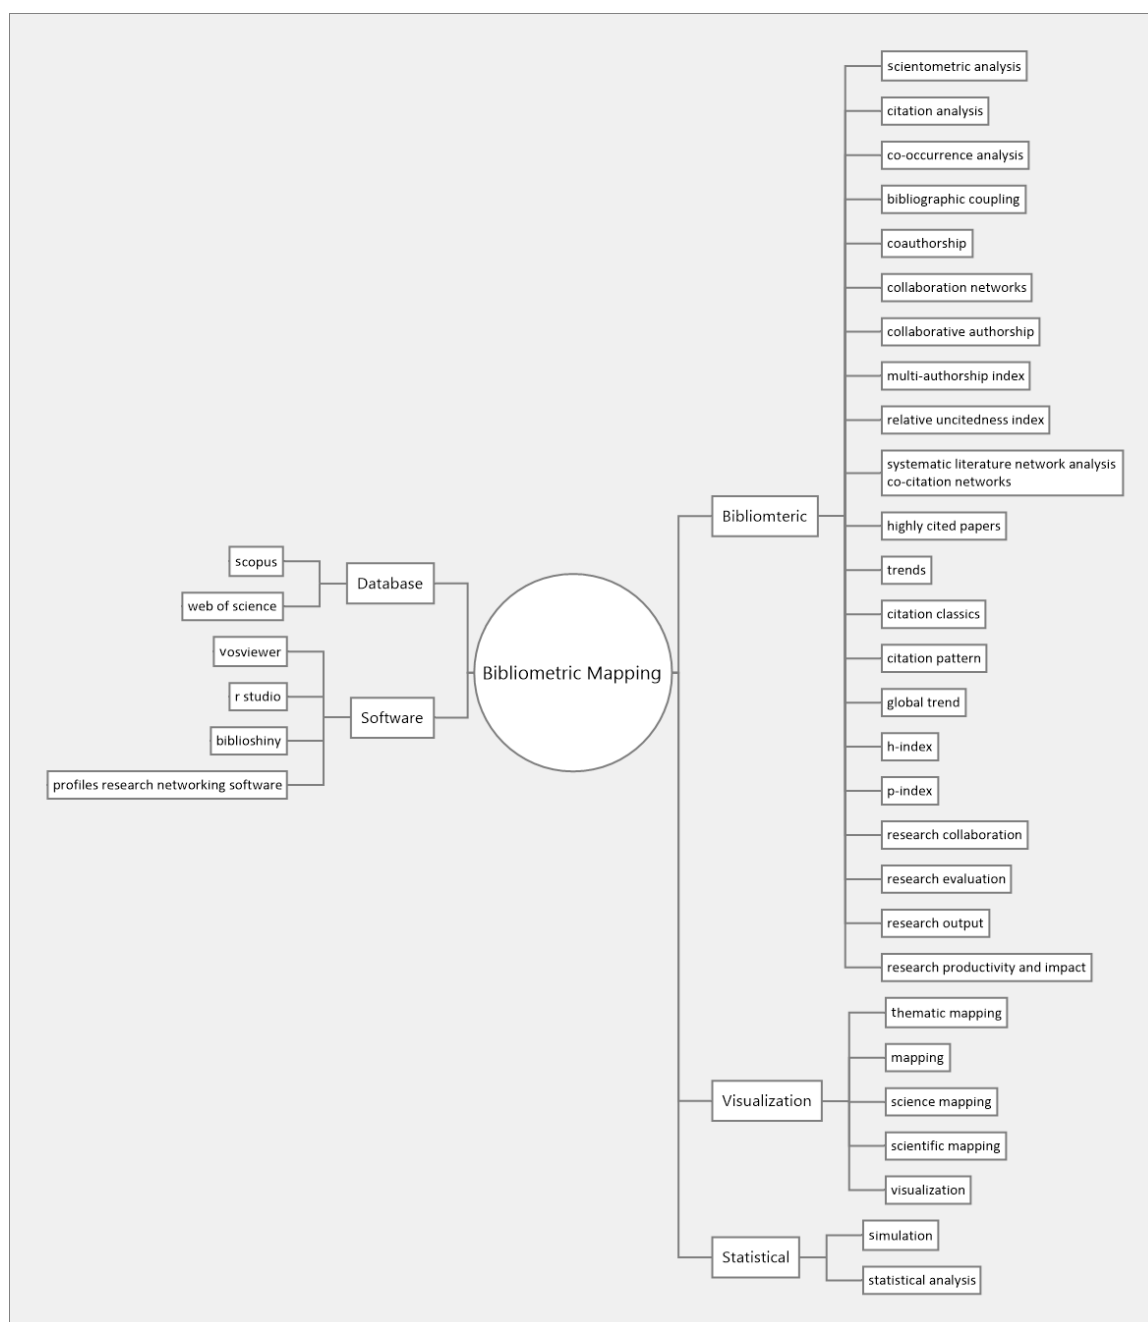 Bibliometric Mapping
Database
scopus
web of science
Software
vosviewer
r studio
biblioshiny
profiles research networking software
Bibliomteric
scientometric analysis
citation analysis
co-occurrence analysis
bibliographic coupling
coauthorship
collaboration networks
collaborative authorship
multi-authorship index
relative uncitedness index
systematic literature network analysis
co-citation networks
highly cited papers
trends
citation classics
citation pattern
global trend
h-index
p-index
research collaboration
research evaluation
research output
research productivity and impact
Visualization
thematic mapping
mapping
science mapping
scientific mapping
visualization
Statistical
simulation
statistical analysis